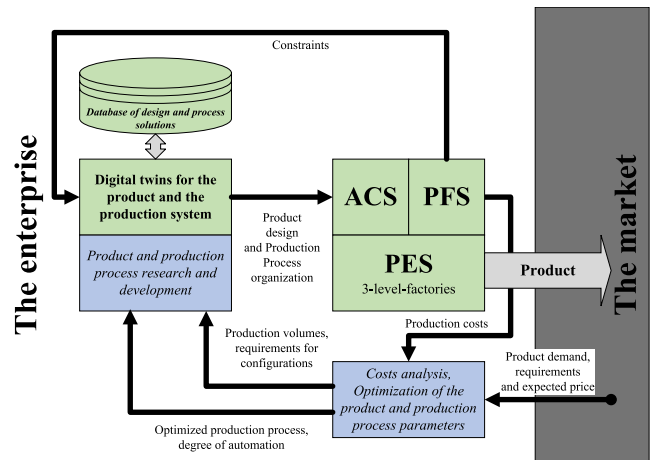 Constraints
Database of design and process
solutions
The enterprise
Digital twins for the
product and the
production system
Product and production
process research and
development
Product
design
and Production
Process
organization
ACS
PFS
PES
3-level-factories
Product
The market
Production costs
Production volumes,
requirements for
configurations
Costs analysis,
Optimization of the
product and production
process parameters
Product demand,
requirements
and expected price
Optimized production process,
degree of automation